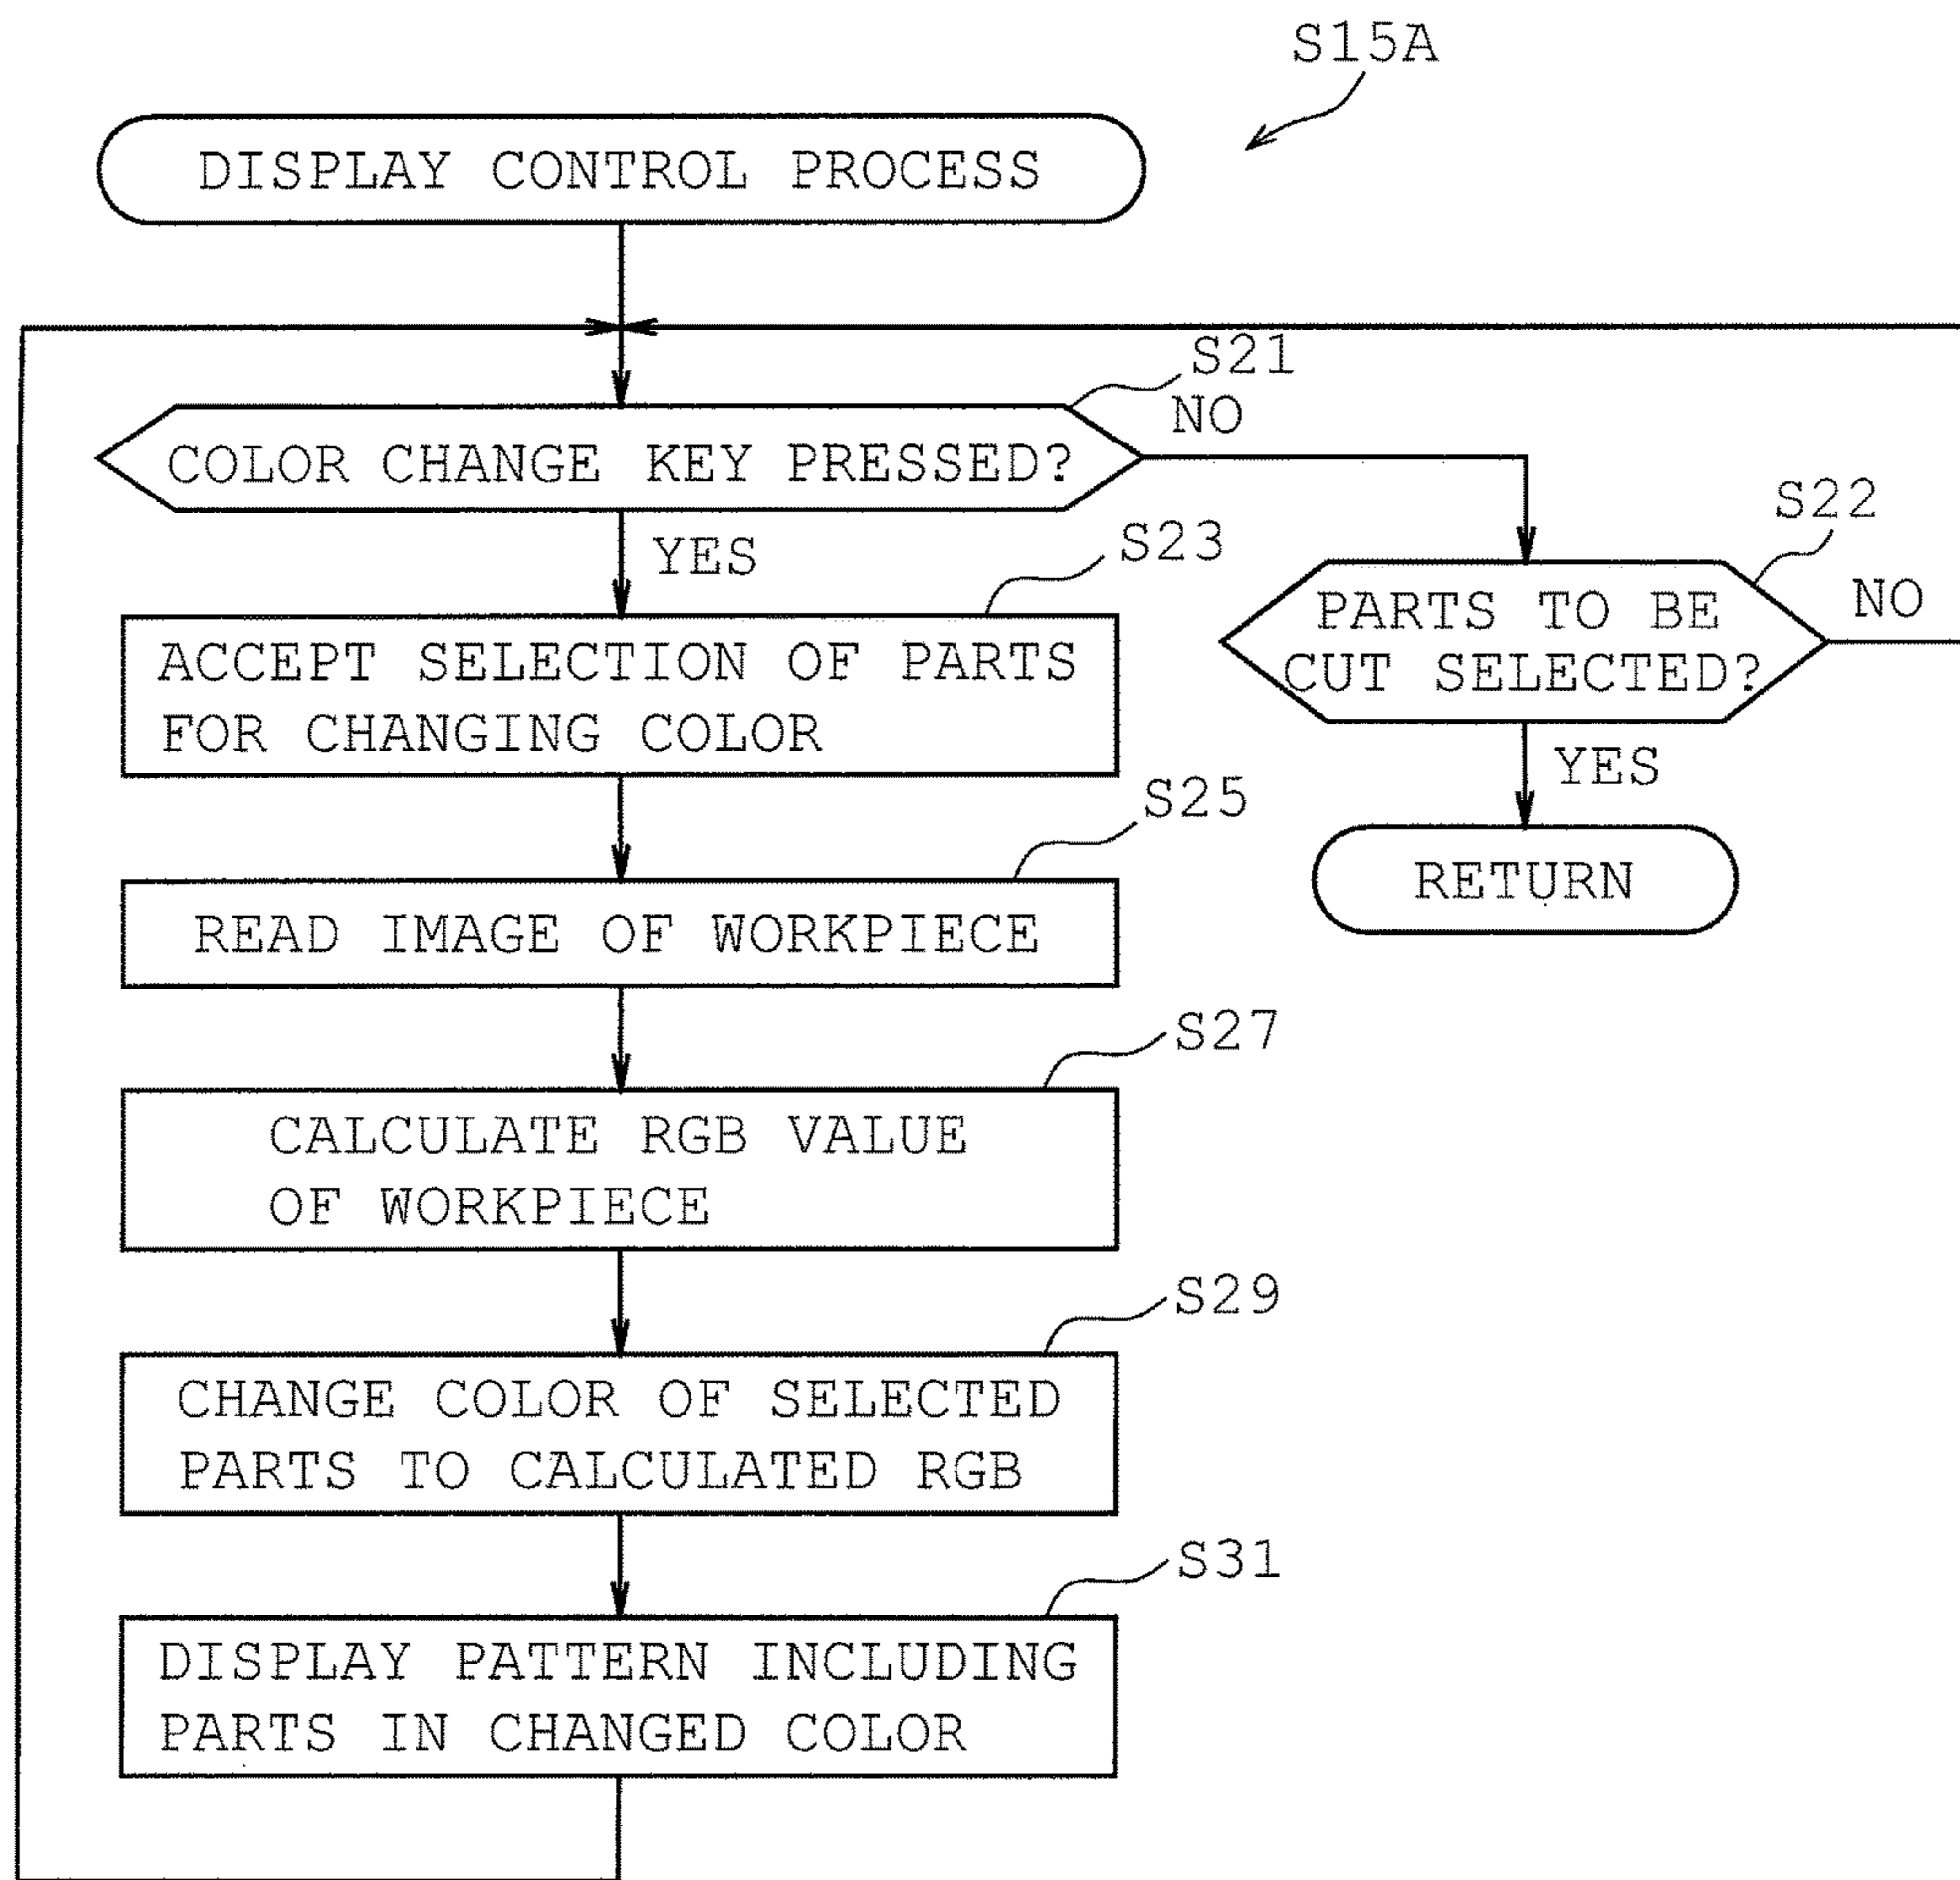 S15A
DISPLAY CONTROL PROCESS
S21
NO
COLOR CHANGE KEY PRESSED?
S22
YES
S23
PARTS TO BE
CUT SELECTED?
NO
ACCEPT SELECTION OF PARTS
FOR CHANGING COLOR
YES
S25
RETURN
READ IMAGE OF WORKPIECE
S27
CALCULATE RGB VALUE
OF WORKPIECE
S29
CHANGE COLOR OF SELECTED
PARTS TO CALCULATED RGB
S31
DISPLAY PATTERN INCLUDING
PARTS IN CHANGED COLOR